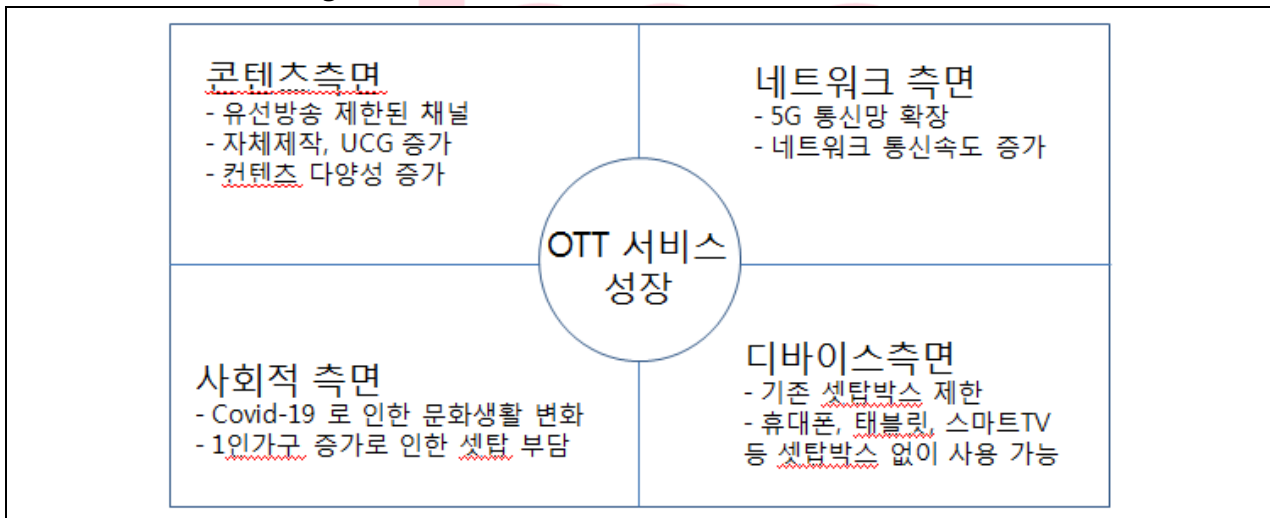 콘텐츠측면
- 유선방송 제한된 채널
- 자체제작, UCG 증가
- 컨텐츠 다양성 증가
네트워크 측면
- 5G 통신망 확장
- 네트워크 통신속도 증가
OTT 서비스
성장
사회적 측면
- Covid-19 로 인한 문화생활 변화
- 1인가구 증가로 인한 셋탑 부담
디바이스측면
- 기존 셋탑박스 제한
- 휴대폰, 태블릿, 스마트TV
등 셋탑박스 없이 사용 가능